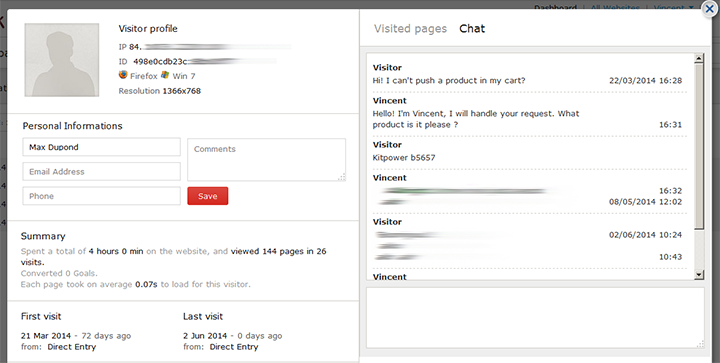 Dashboard | All Websites | Vincent
Visitor profile
IP 84.
ID 498e0cdb23c
Firefox Win 7
Resolution 1366x768
Personal Informations
Max Dupond
Comments
Email Address
Phone
Save
Summary
Spent a total of 4 hours 0 min on the website, and viewed 144 pages in 26
visits.
Converted 0 Goals.
Each page took on average 0.07s to load for this visitor.
First visit
21 Mar 2014 - 72 days ago
from: Direct Entry
Last visit
2 Jun 2014 - 0 days ago
from: Direct Entry
Visited pages Chat
Visitor
Hi! I can't push a product in my cart? 22/03/2014 16:28
Vincent
Hello! I'm Vincent, I will handle your request. What
product is it please ? 16:31
Visitor
Kitpower b5657
Vincent
16:32
08/05/2014 12:02
Visitor
02/06/2014 10:24
10:43
Vincent